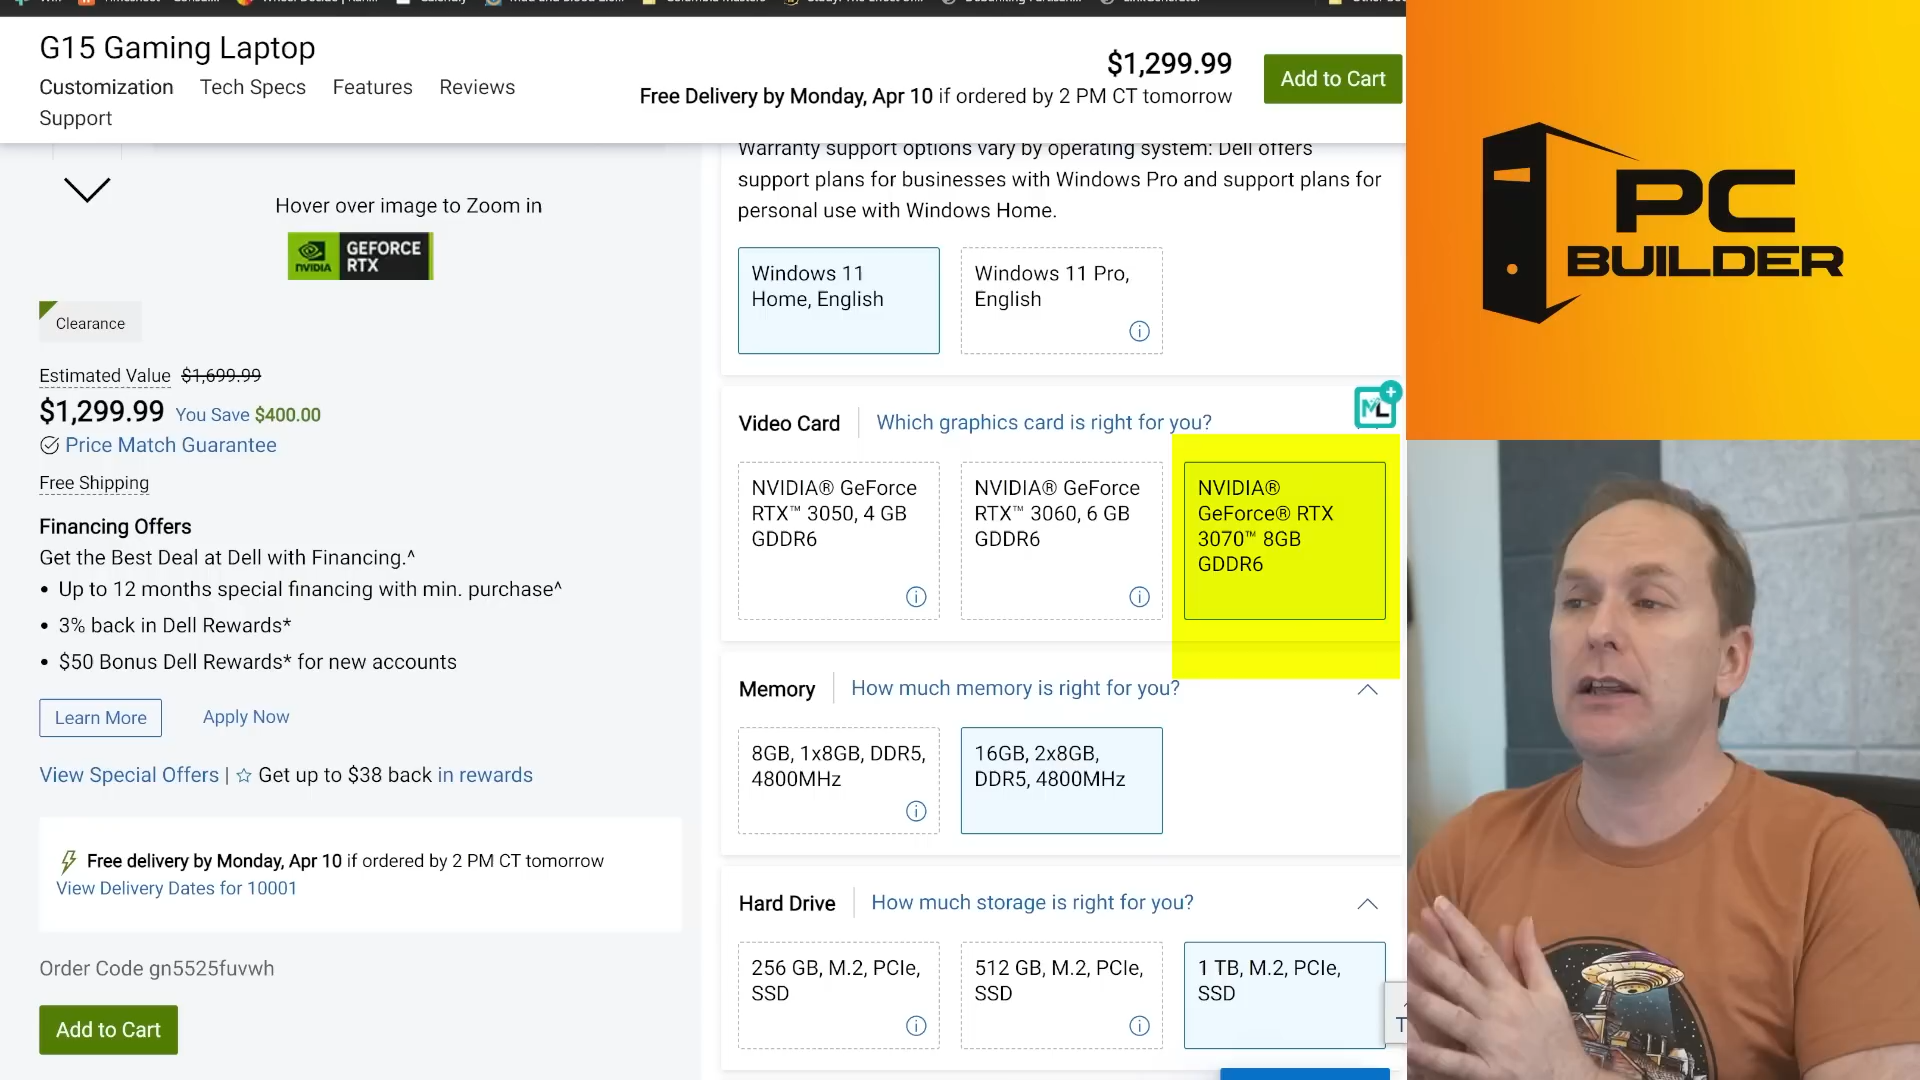 G15 Gaming Laptop
Customization Tech Specs Features Reviews
Support
$1,299.99
Free Delivery by Monday, Apr 10 if ordered by 2 PM CT tomorrow
Add to Cart
Hover over image to Zoom in
NVIDIA
GEFORCE
RTX
Clearance
Estimated Value $1,699.99
$1,299.99 You Save $400.00
Price Match Guarantee
Free Shipping
Financing Offers
Get the Best Deal at Dell with Financing.^
• Up to 12 months special financing with min. purchase^
• 3% back in Dell Rewards*
• $50 Bonus Dell Rewards* for new accounts
Learn More Apply Now
View Special Offers | ☆ Get up to $38 back in rewards
Free delivery by Monday, Apr 10 if ordered by 2 PM CT tomorrow
View Delivery Dates for 10001
Order Code gn5525fuvwh
Add to Cart
Warranty support options vary by operating system: Dell offers
support plans for businesses with Windows Pro and support plans for
personal use with Windows Home.
Windows 11
Home, English
Windows 11 Pro,
English
Video Card | Which graphics card is right for you?
ML
NVIDIA® GeForce
RTX™ 3050, 4 GB
GDDR6
NVIDIA® GeForce
RTX™ 3060, 6 GB
GDDR6
NVIDIA®
GeForce® RTX
3070™ 8GB
GDDR6
Memory | How much memory is right for you?
8GB, 1x8GB, DDR5,
4800MHz
16GB, 2x8GB,
DDR5, 4800MHz
Hard Drive | How much storage is right for you?
256 GB, M.2, PCIe,
SSD
512 GB, M.2, PCIe,
SSD
1 TB, M.2, PCIe,
SSD
PC
BUILDER